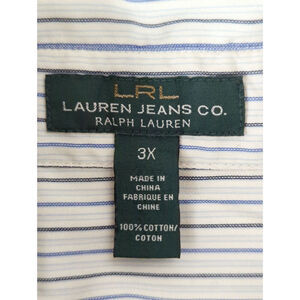 LRL
LAUREN JEANS CO.
RALPH LAUREN
3X
MADE IN
CHINA
FABRIQUE EN
CHINE
100% COTTON/
COTON